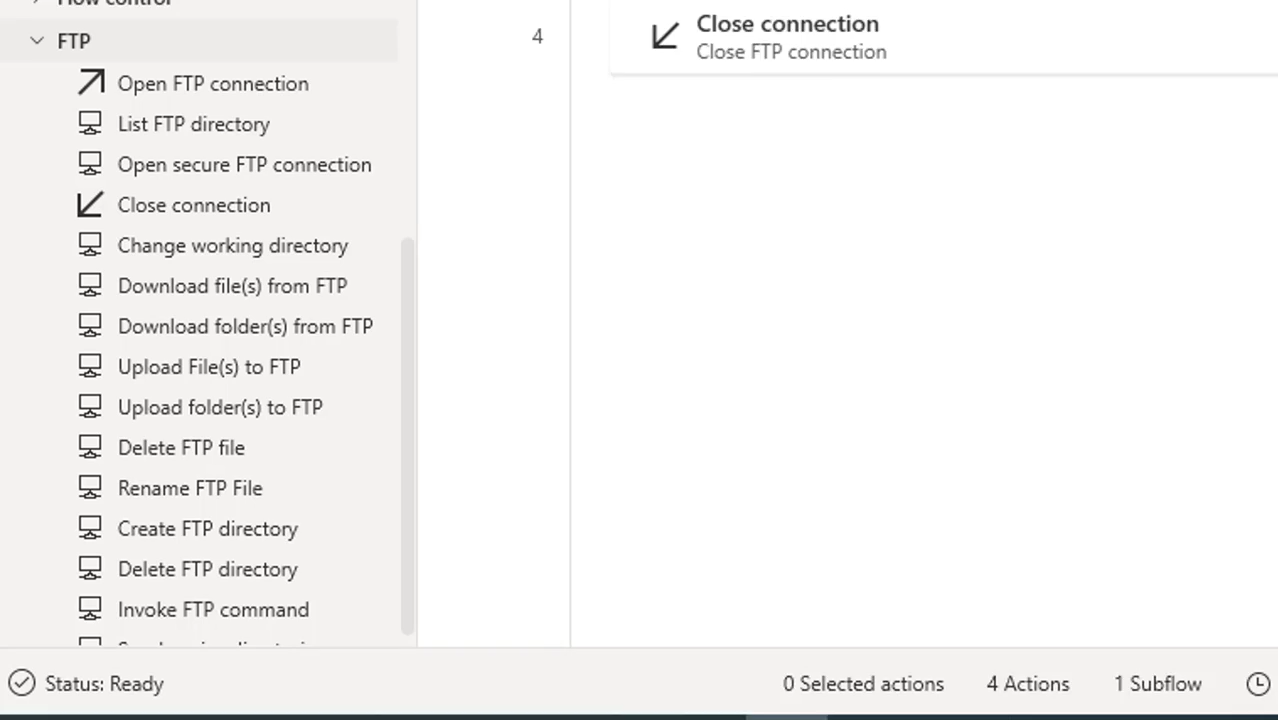 Flow control
FTP
Open FTP connection
List FTP directory
Open secure FTP connection
Close connection
Change working directory
Download file(s) from FTP
Download folder(s) from FTP
Upload File(s) to FTP
Upload folder(s) to FTP
Delete FTP file
Rename FTP File
Create FTP directory
Delete FTP directory
Invoke FTP command
4
Close connection
Close FTP connection
Status: Ready
0 Selected actions
4 Actions
1 Subflow